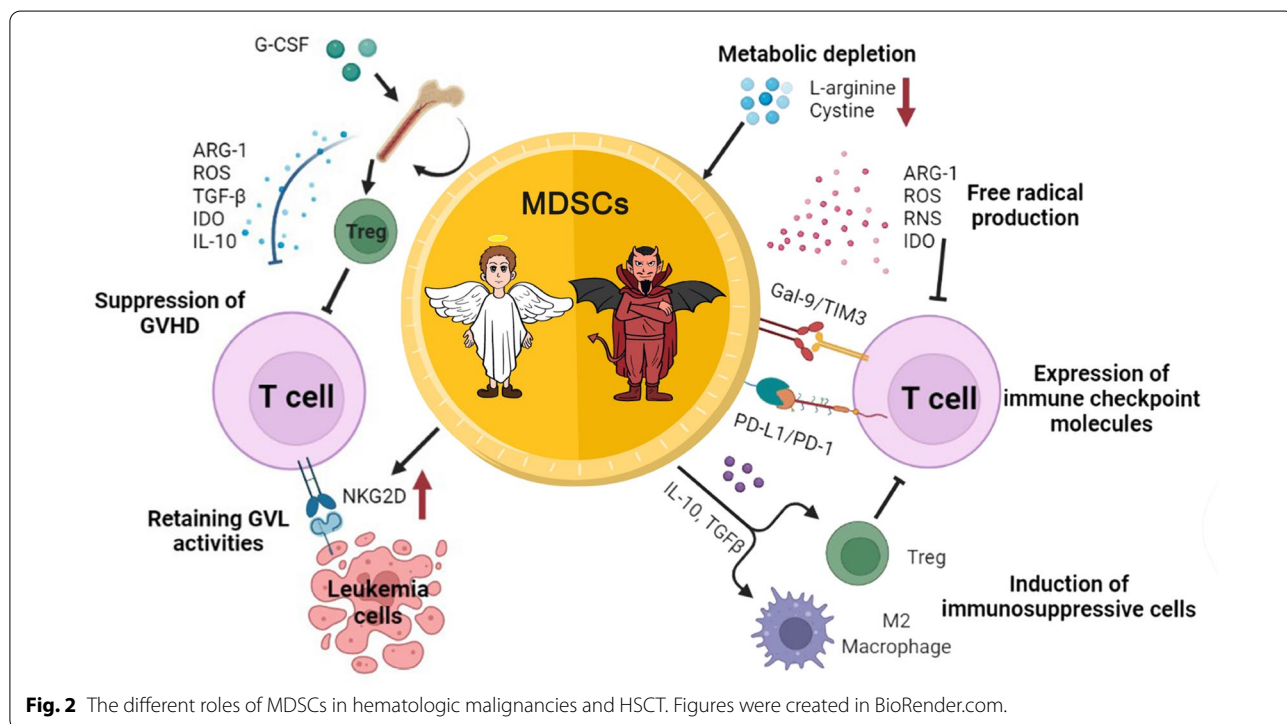 G-CSF
ARG-1
ROS
TGF-β
IDO
IL-10
Treg
Suppression of
GVHD
T cell
NKG2D
Retaining GVL
activities
Leukemia
cells
MDSCs
Metabolic depletion
L-arginine
Cystine
ARG-1
ROS
RNS
IDO
Free radical
production
Gal-9/TIM3
T cell
Expression of
immune checkpoint
molecules
PD-L1/PD-1
IL-10, TGFβ
Treg
Induction of
immunosuppressive cells
M2
Macrophage
Fig. 2 The different roles of MDSCs in hematologic malignancies and HSCT. Figures were created in BioRender.com.